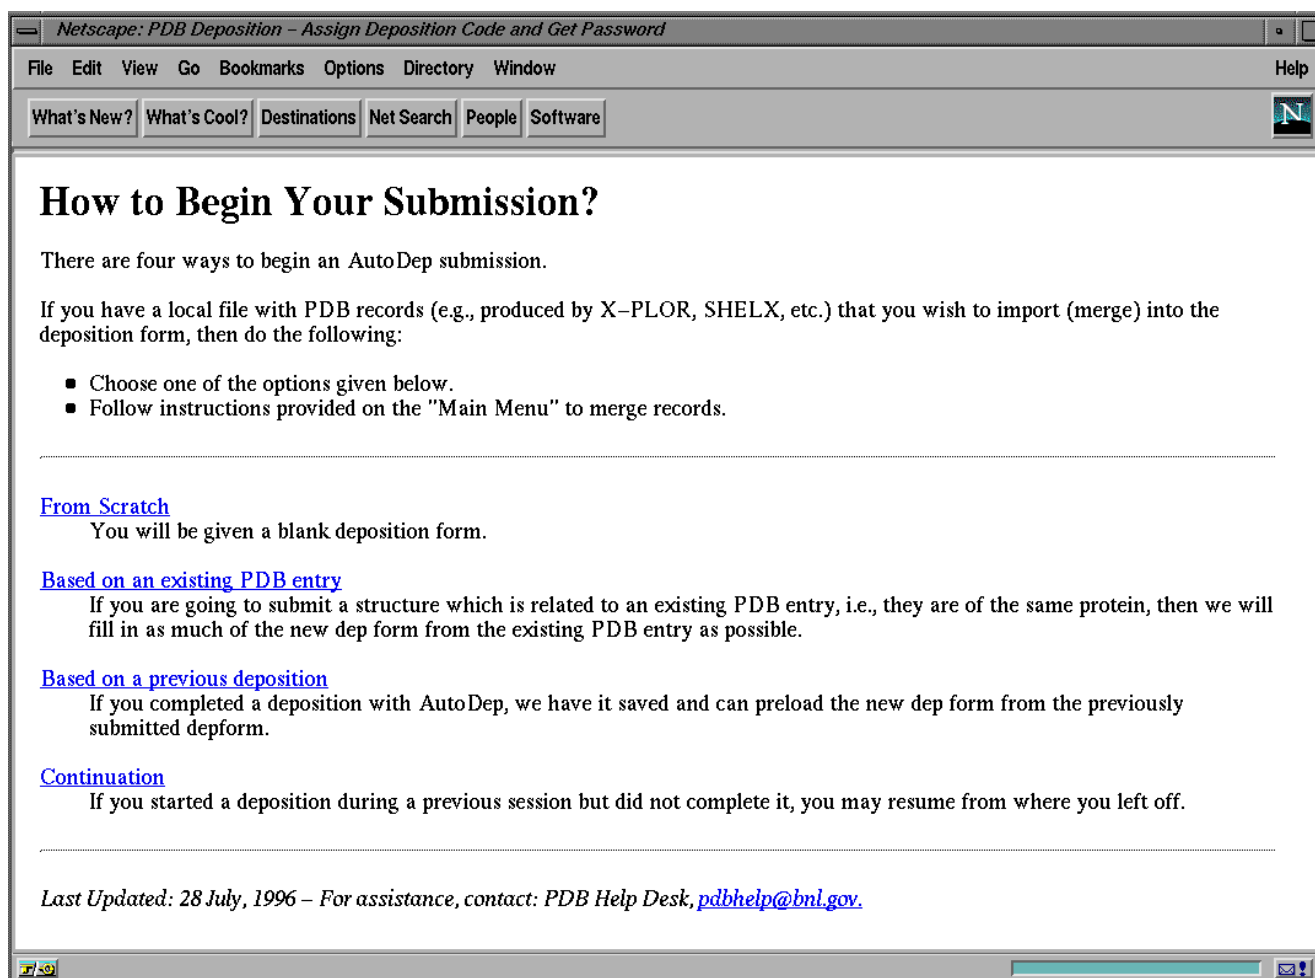 Netscape: PDB Deposition – Assign Deposition Code and Get Password
File Edit View Go Bookmarks Options Directory Window Help
What's New? What's Cool? Destinations Net Search People Software
N
How to Begin Your Submission?
There are four ways to begin an AutoDep submission.
If you have a local file with PDB records (e.g., produced by X–PLOR, SHELX, etc.) that you wish to import (merge) into the
deposition form, then do the following:
Choose one of the options given below.
Follow instructions provided on the "Main Menu" to merge records.
From Scratch
You will be given a blank deposition form.
Based on an existing PDB entry
If you are going to submit a structure which is related to an existing PDB entry, i.e., they are of the same protein, then we will
fill in as much of the new dep form from the existing PDB entry as possible.
Based on a previous deposition
If you completed a deposition with AutoDep, we have it saved and can preload the new dep form from the previously
submitted depform.
Continuation
If you started a deposition during a previous session but did not complete it, you may resume from where you left off.
Last Updated: 28 July, 1996 – For assistance, contact: PDB Help Desk, pdbhelp@bnl.gov.